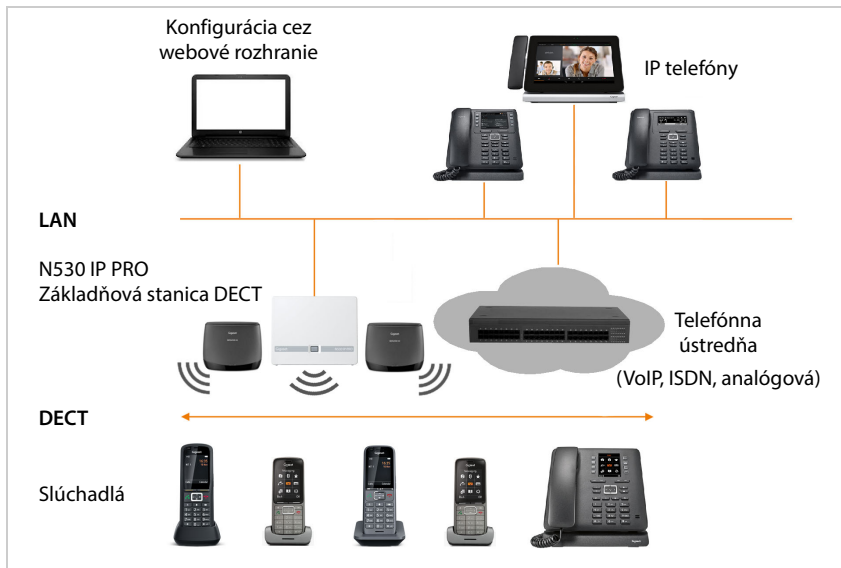 Konfigurácia cez
webové rozhranie
IP telefóny
LAN
N530 IP PRO
Základňová stanica DECT
Telefónna
ústredňa
(VoIP, ISDN, analógová)
DECT
Slúchadlá